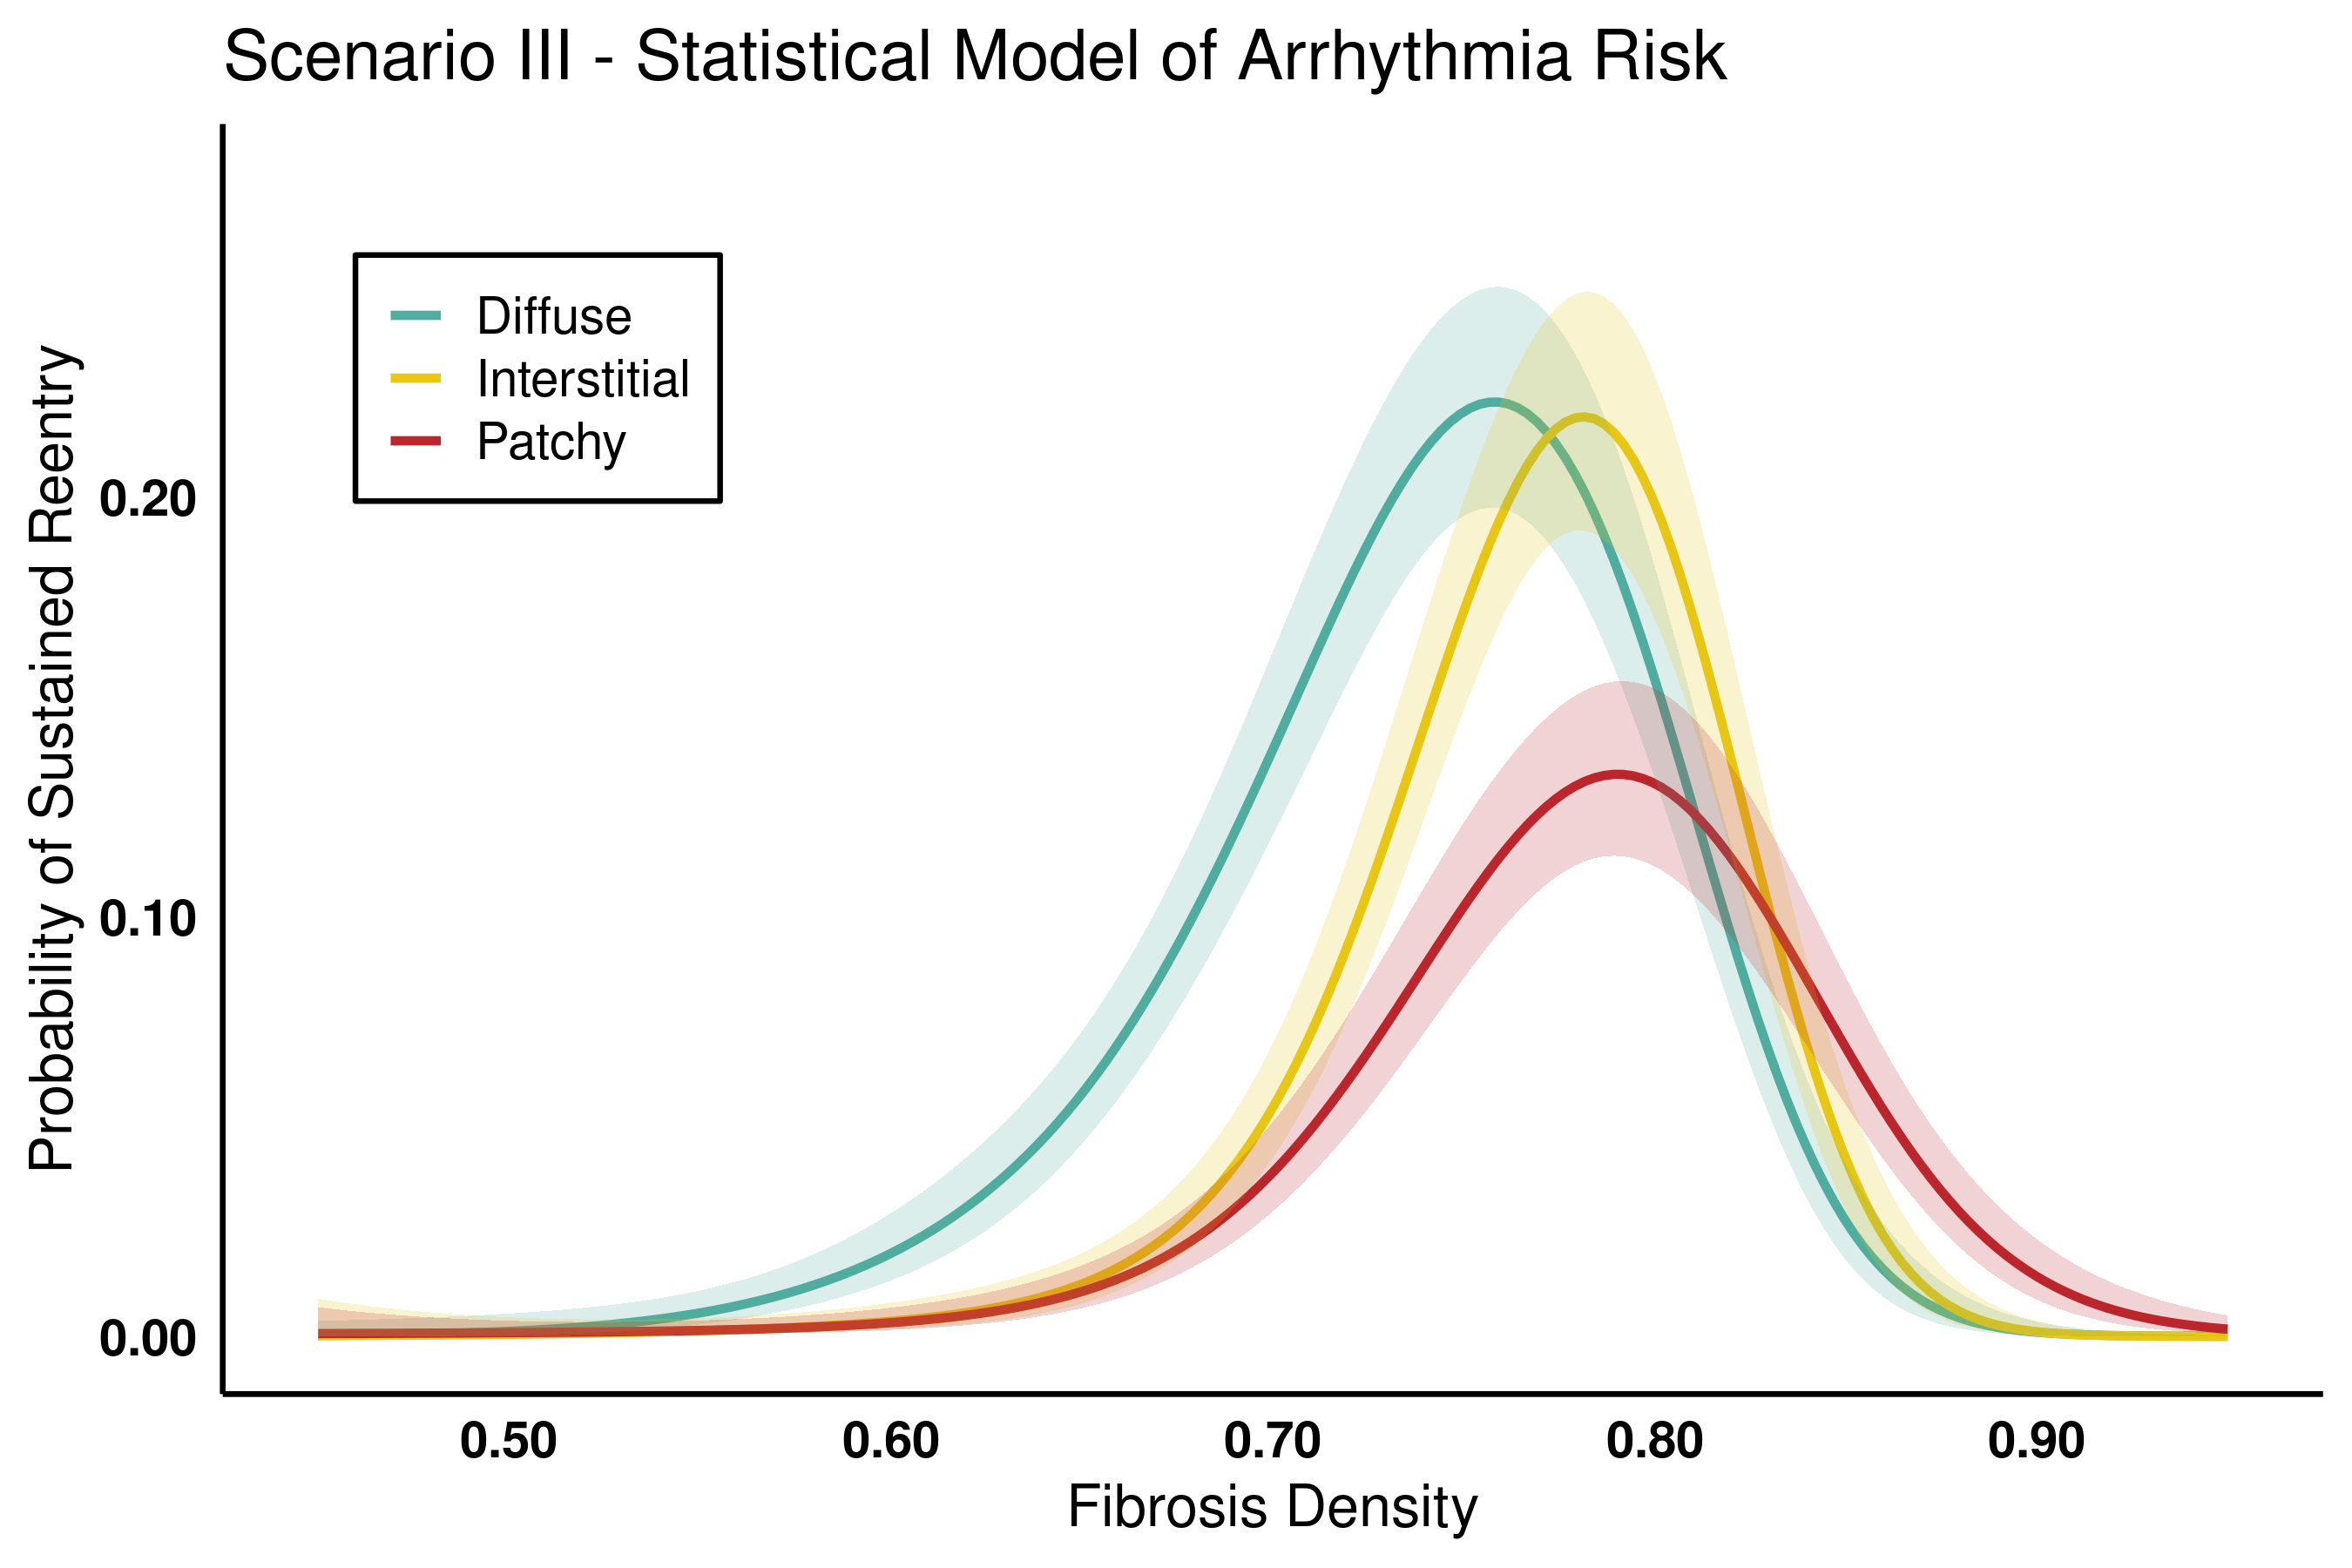 Scenario III - Statistical Model of Arrhythmia Risk
Diffuse
Interstitial
Patchy
Probability of Sustained Reentry
0.20
0.10
0.00
0.50 0.60 0.70 0.80 0.90
Fibrosis Density